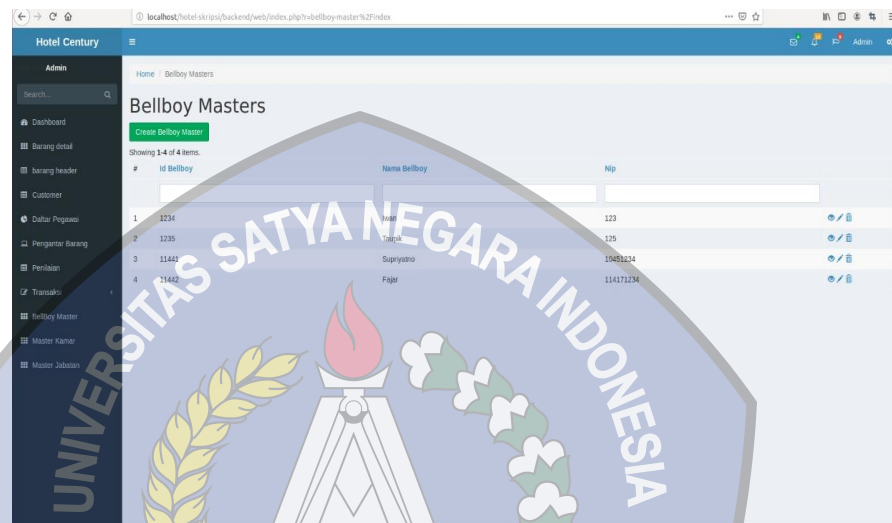 localhost/hotel-skripsi/backend/web/index.php?r=bellboy-master%2Findex
Hotel Century
Admin
Admin
Search...
Home / Bellboy Masters
Dashboard
Barang detail
barang header
Customer
Daftar Pegawai
Pengantar Barang
Penilaian
Transaksi
BellBoy Master
Master Kamar
Master Jabatan
Bellboy Masters
Create Bellboy Master
Showing 1-4 of 4 items.
# Id Bellboy Nama Bellboy Nip
1 1234 Iwan 123
2 1235 125
3 11441 Supriyatno 10451234
4 11442 Fajar 114171234
UNIVERSITAS SATYA NEGARA INDONESIA